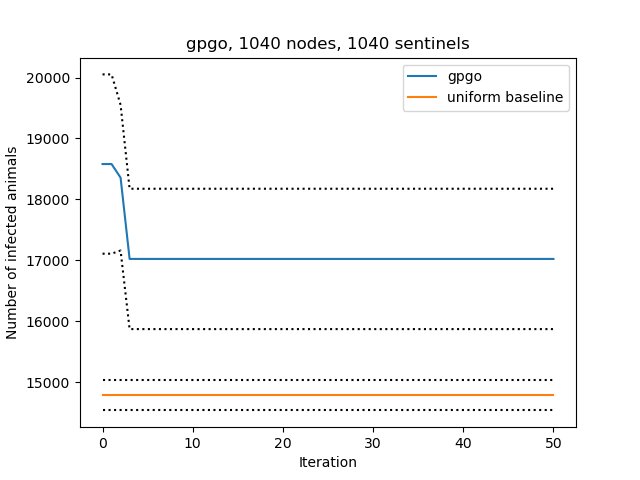 gpgo, 1040 nodes, 1040 sentinels
gpgo
uniform baseline
Number of infected animals
20000
19000
18000
17000
16000
15000
0 10 20 30 40 50
Iteration